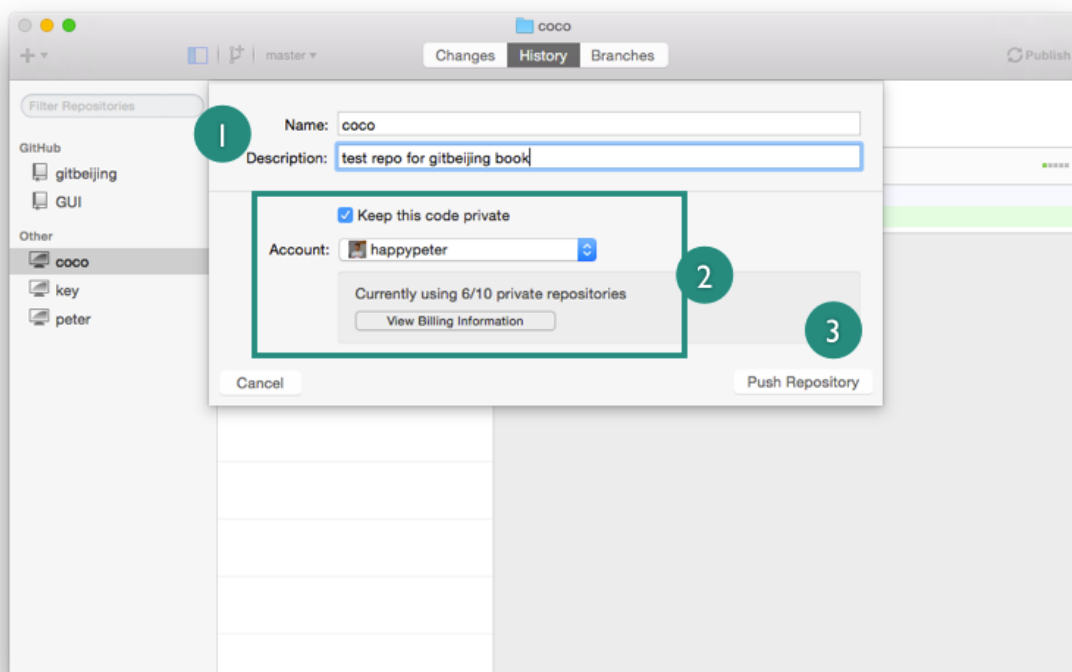 coco
master
Changes History Branches
Publish
Filter Repositories
GitHub
gitbeijing
GUI
Other
coco
key
peter
1
Name: coco
Description: test repo for gitbeijing book
Keep this code private
Account: happypeter
2
Currently using 6/10 private repositories
View Billing Information
3
Cancel
Push Repository